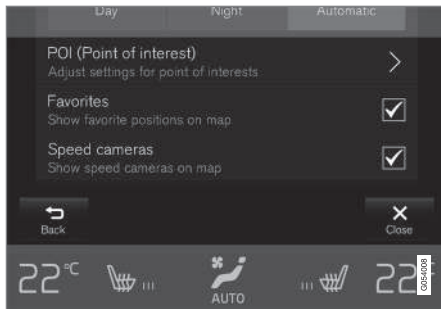 Day Night Automatic
POI (Point of interest)
Adjust settings for point of interests
Favorites
Show favorite positions on map
Speed cameras
Show speed cameras on map
Back
Close
22°C
AUTO
22°
G054008